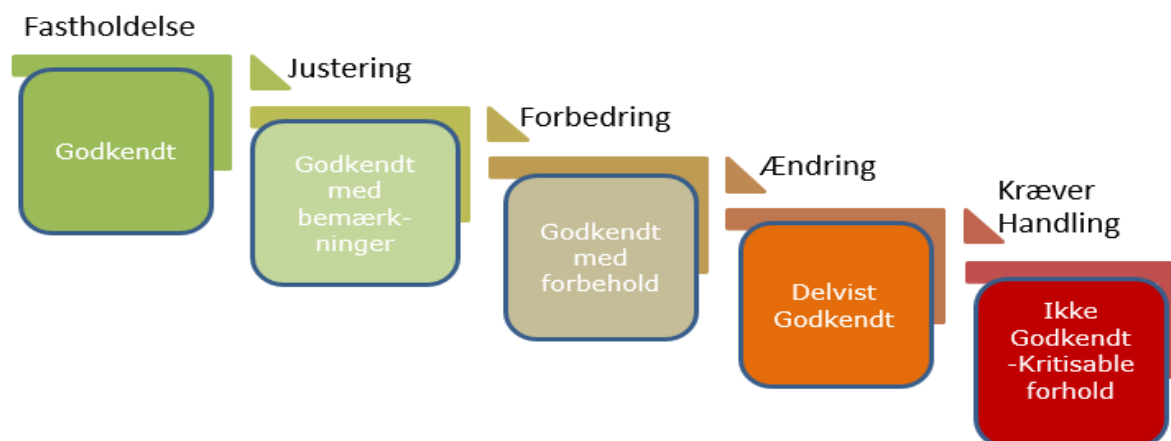 Fastholdelse
Godkendt
Justering
Godkendt
med
bemærk-
ninger
Forbedring
Godkendt
med
forbehold
Ændring
Delvist
Godkendt
Kræver
Handling
Ikke
Godkendt
-Kritisable
forhold